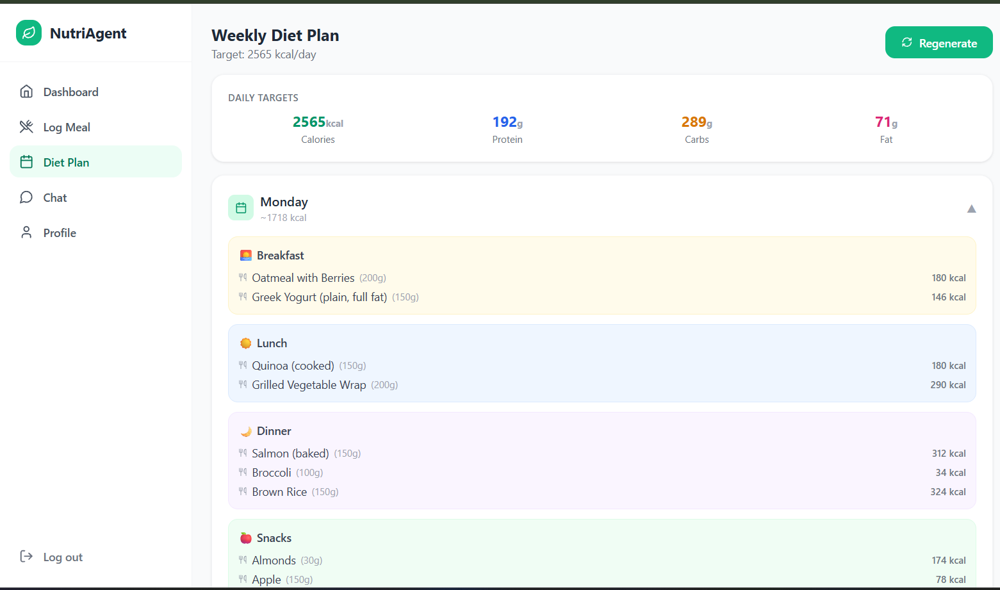 NutriAgent
Dashboard
Log Meal
Diet Plan
Chat
Profile
Log out
Weekly Diet Plan
Target: 2565 kcal/day
Regenerate
DAILY TARGETS
2565kcal
Calories
192g
Protein
289g
Carbs
71g
Fat
Monday
~1718 kcal
Breakfast
Oatmeal with Berries (200g) 180 kcal
Greek Yogurt (plain, full fat) (150g) 146 kcal
Lunch
Quinoa (cooked) (150g) 180 kcal
Grilled Vegetable Wrap (200g) 290 kcal
Dinner
Salmon (baked) (150g) 312 kcal
Broccoli (100g) 34 kcal
Brown Rice (150g) 324 kcal
Snacks
Almonds (30g) 174 kcal
Apple (150g) 78 kcal